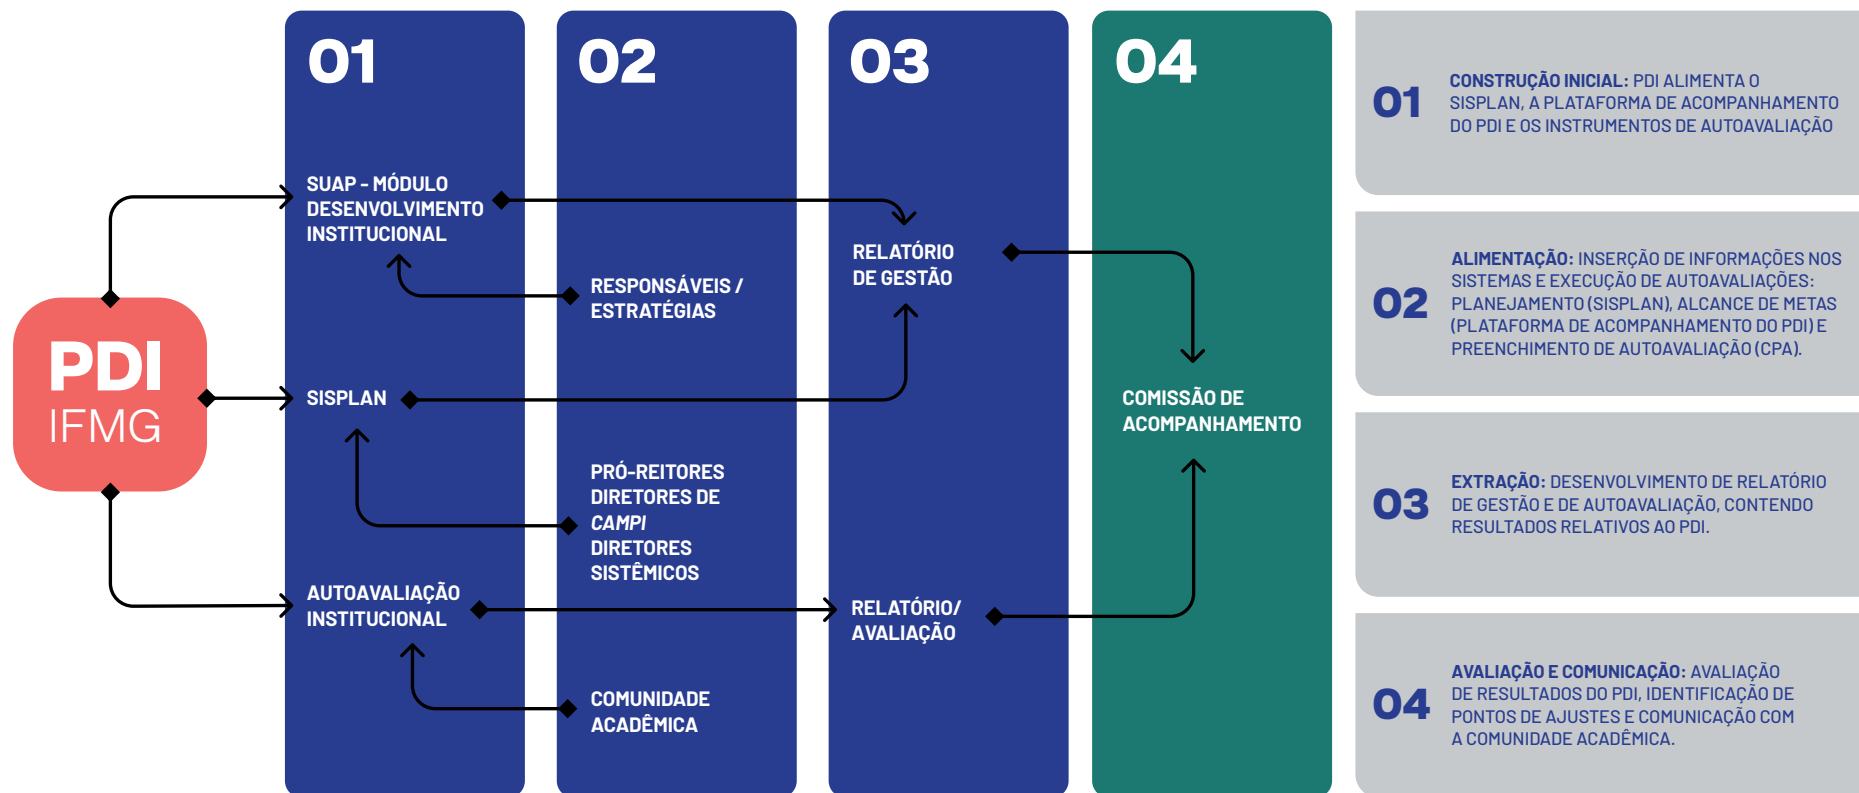 PDI
IFMG
01
SUAP - MÓDULO
DESENVOLVIMENTO
INSTITUCIONAL
SISPLAN
AUTOAVALIAÇÃO
INSTITUCIONAL
02
RESPONSÁVEIS /
ESTRATÉGIAS
PRÓ-REITORES
DIRETORES DE
CAMPI
DIRETORES
SISTÊMICOS
COMUNIDADE
ACADÊMICA
03
RELATÓRIO
DE GESTÃO
RELATÓRIO/
AVALIAÇÃO
04
COMISSÃO DE
ACOMPANHAMENTO
01
CONSTRUÇÃO INICIAL: PDI ALIMENTA O
SISPLAN, A PLATAFORMA DE ACOMPANHAMENTO
DO PDI E OS INSTRUMENTOS DE AUTOAVALIAÇÃO
02
ALIMENTAÇÃO: INSERÇÃO DE INFORMAÇÕES NOS
SISTEMAS E EXECUÇÃO DE AUTOAVALIAÇÕES:
PLANEJAMENTO (SISPLAN), ALCANCE DE METAS
(PLATAFORMA DE ACOMPANHAMENTO DO PDI) E
PREENCHIMENTO DE AUTOAVALIAÇÃO (CPA).
03
EXTRAÇÃO: DESENVOLVIMENTO DE RELATÓRIO
DE GESTÃO E DE AUTOAVALIAÇÃO, CONTENDO
RESULTADOS RELATIVOS AO PDI.
04
AVALIAÇÃO E COMUNICAÇÃO: AVALIAÇÃO
DE RESULTADOS DO PDI, IDENTIFICAÇÃO DE
PONTOS DE AJUSTES E COMUNICAÇÃO COM
A COMUNIDADE ACADÊMICA.